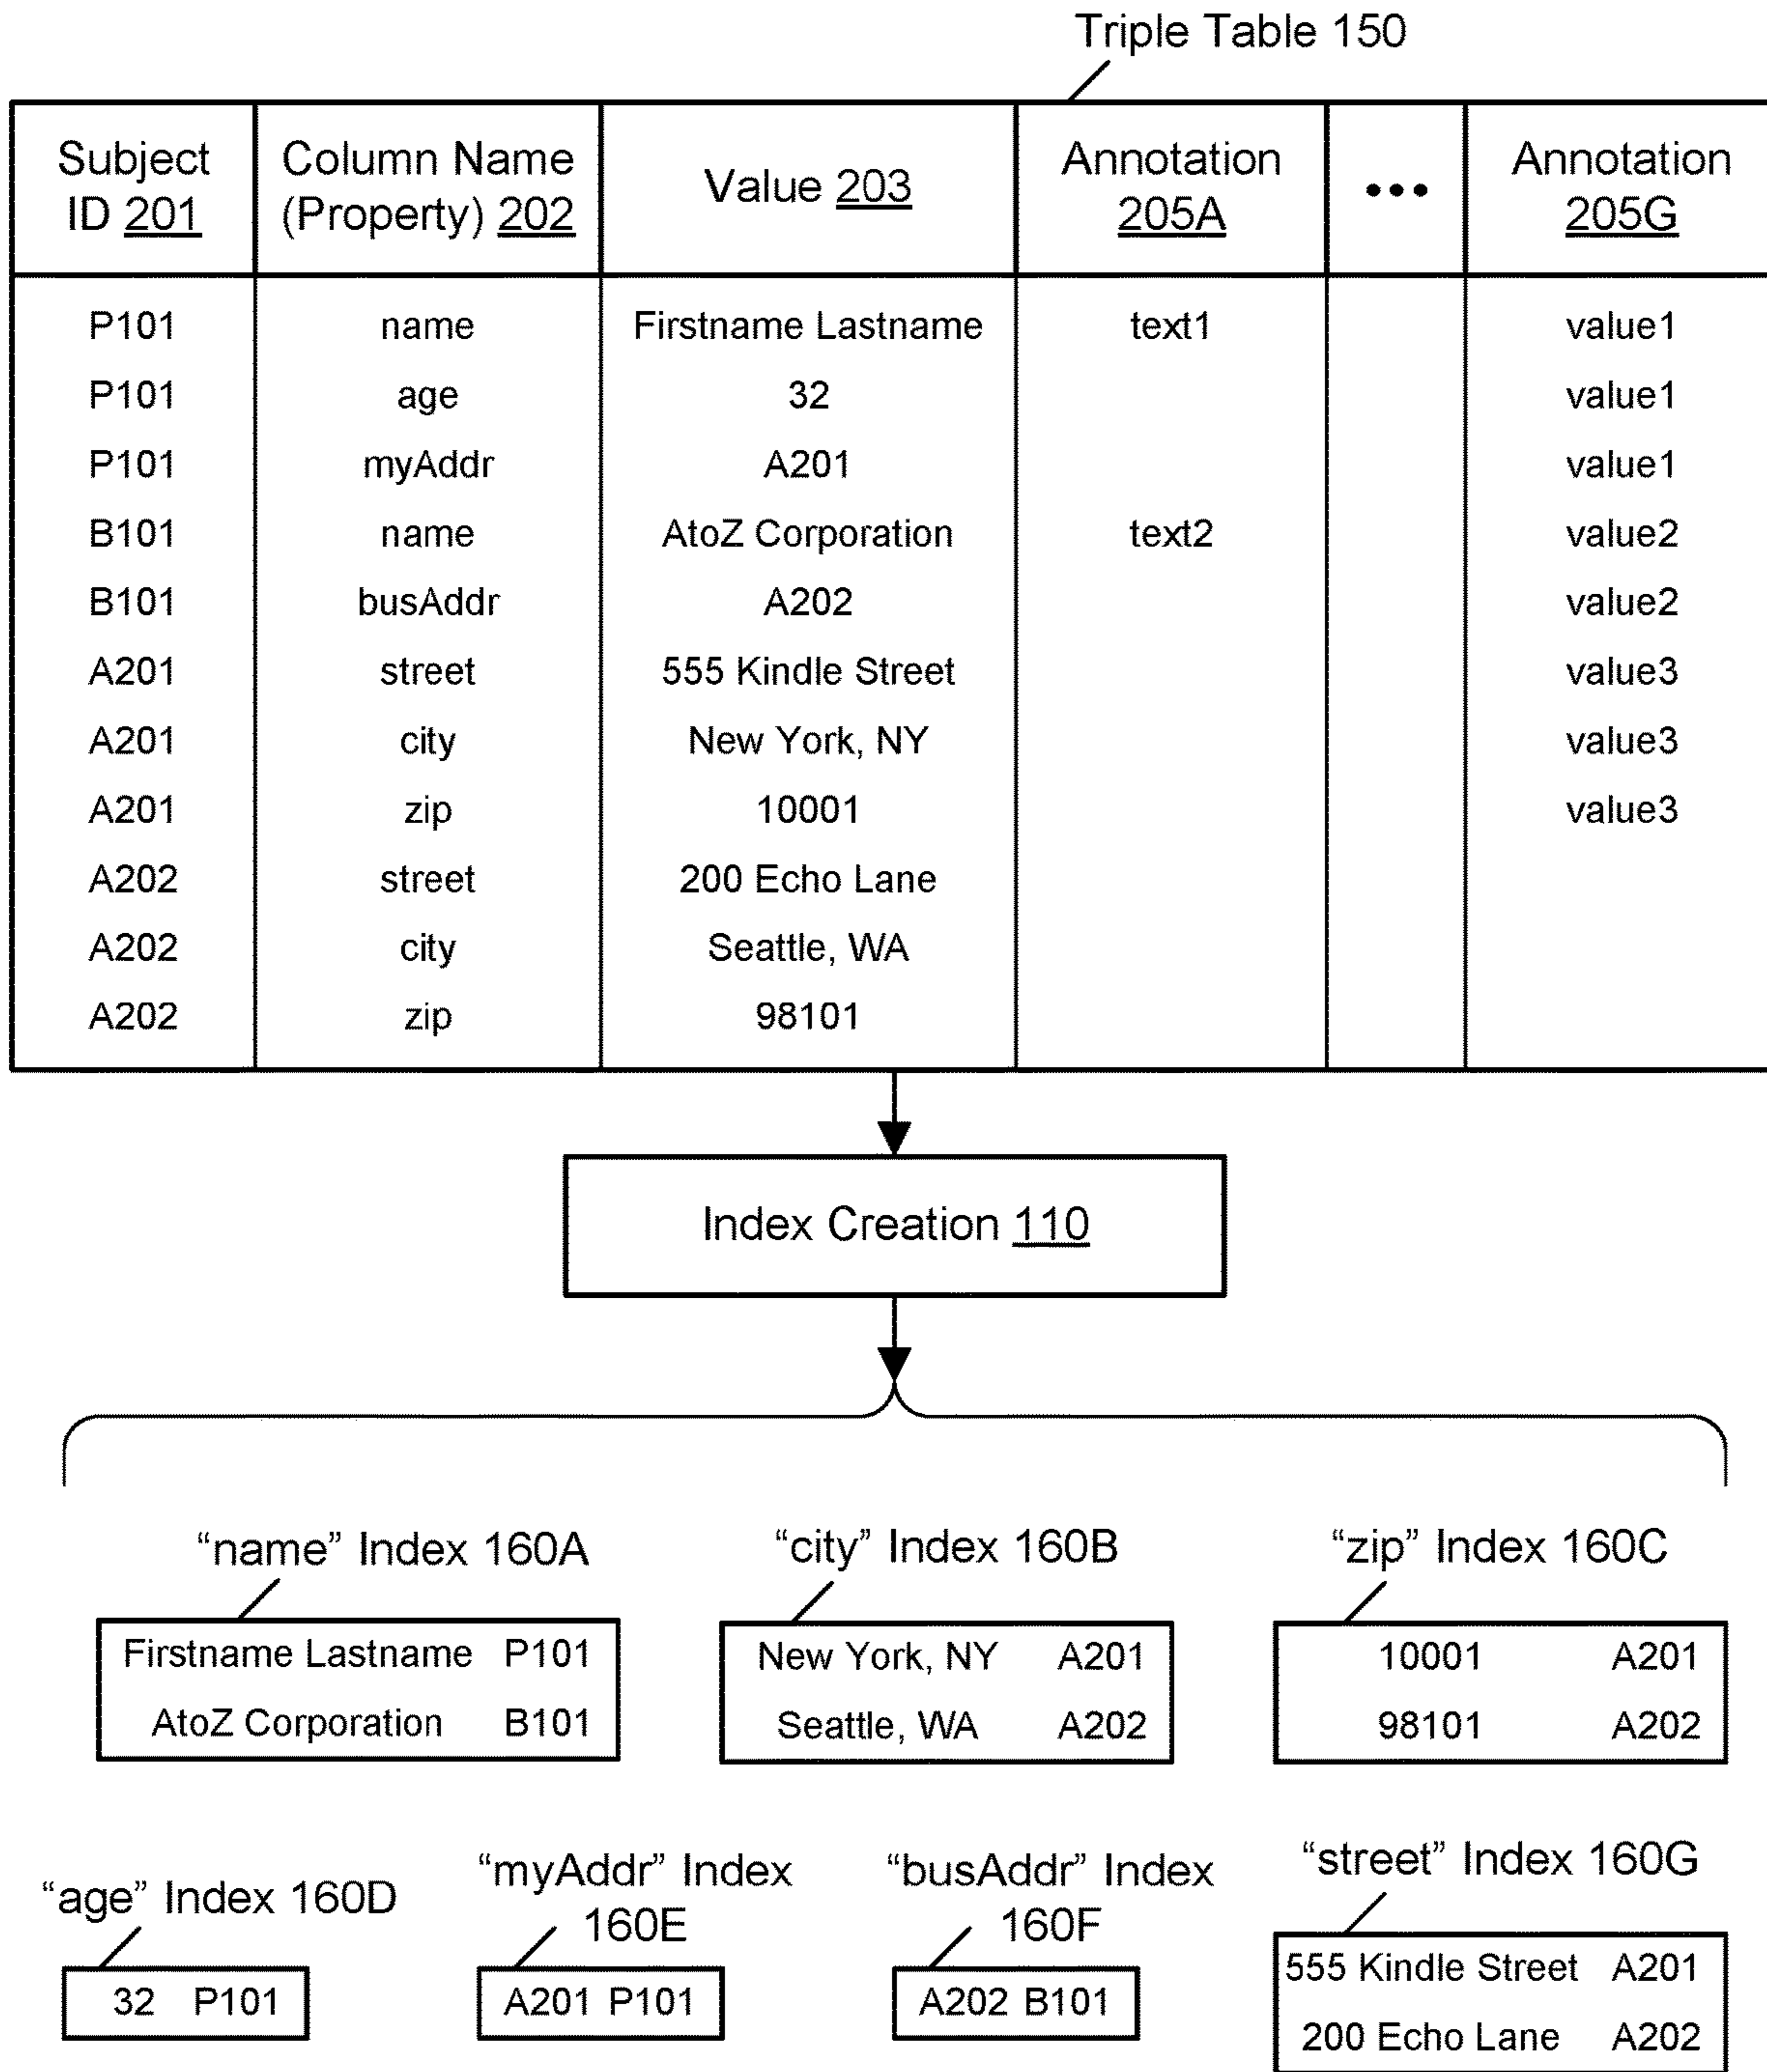 Triple Table 150
Subject ID 201 Column Name (Property) 202 Value 203 Annotation 205A ••• Annotation 205G
P101 name Firstname Lastname text1 value1
P101 age 32 value1
P101 myAddr A201 value1
B101 name AtoZ Corporation text2 value2
B101 busAddr A202 value2
A201 street 555 Kindle Street value3
A201 city New York, NY value3
A201 zip 10001 value3
A202 street 200 Echo Lane
A202 city Seattle, WA
A202 zip 98101
Index Creation 110
“name” Index 160A
Firstname Lastname P101
AtoZ Corporation B101
“city” Index 160B
New York, NY A201
Seattle, WA A202
“zip” Index 160C
10001 A201
98101 A202
“age” Index 160D
32 P101
“myAddr” Index
160E
A201 P101
“busAddr” Index
160F
A202 B101
“street” Index 160G
555 Kindle Street A201
200 Echo Lane A202